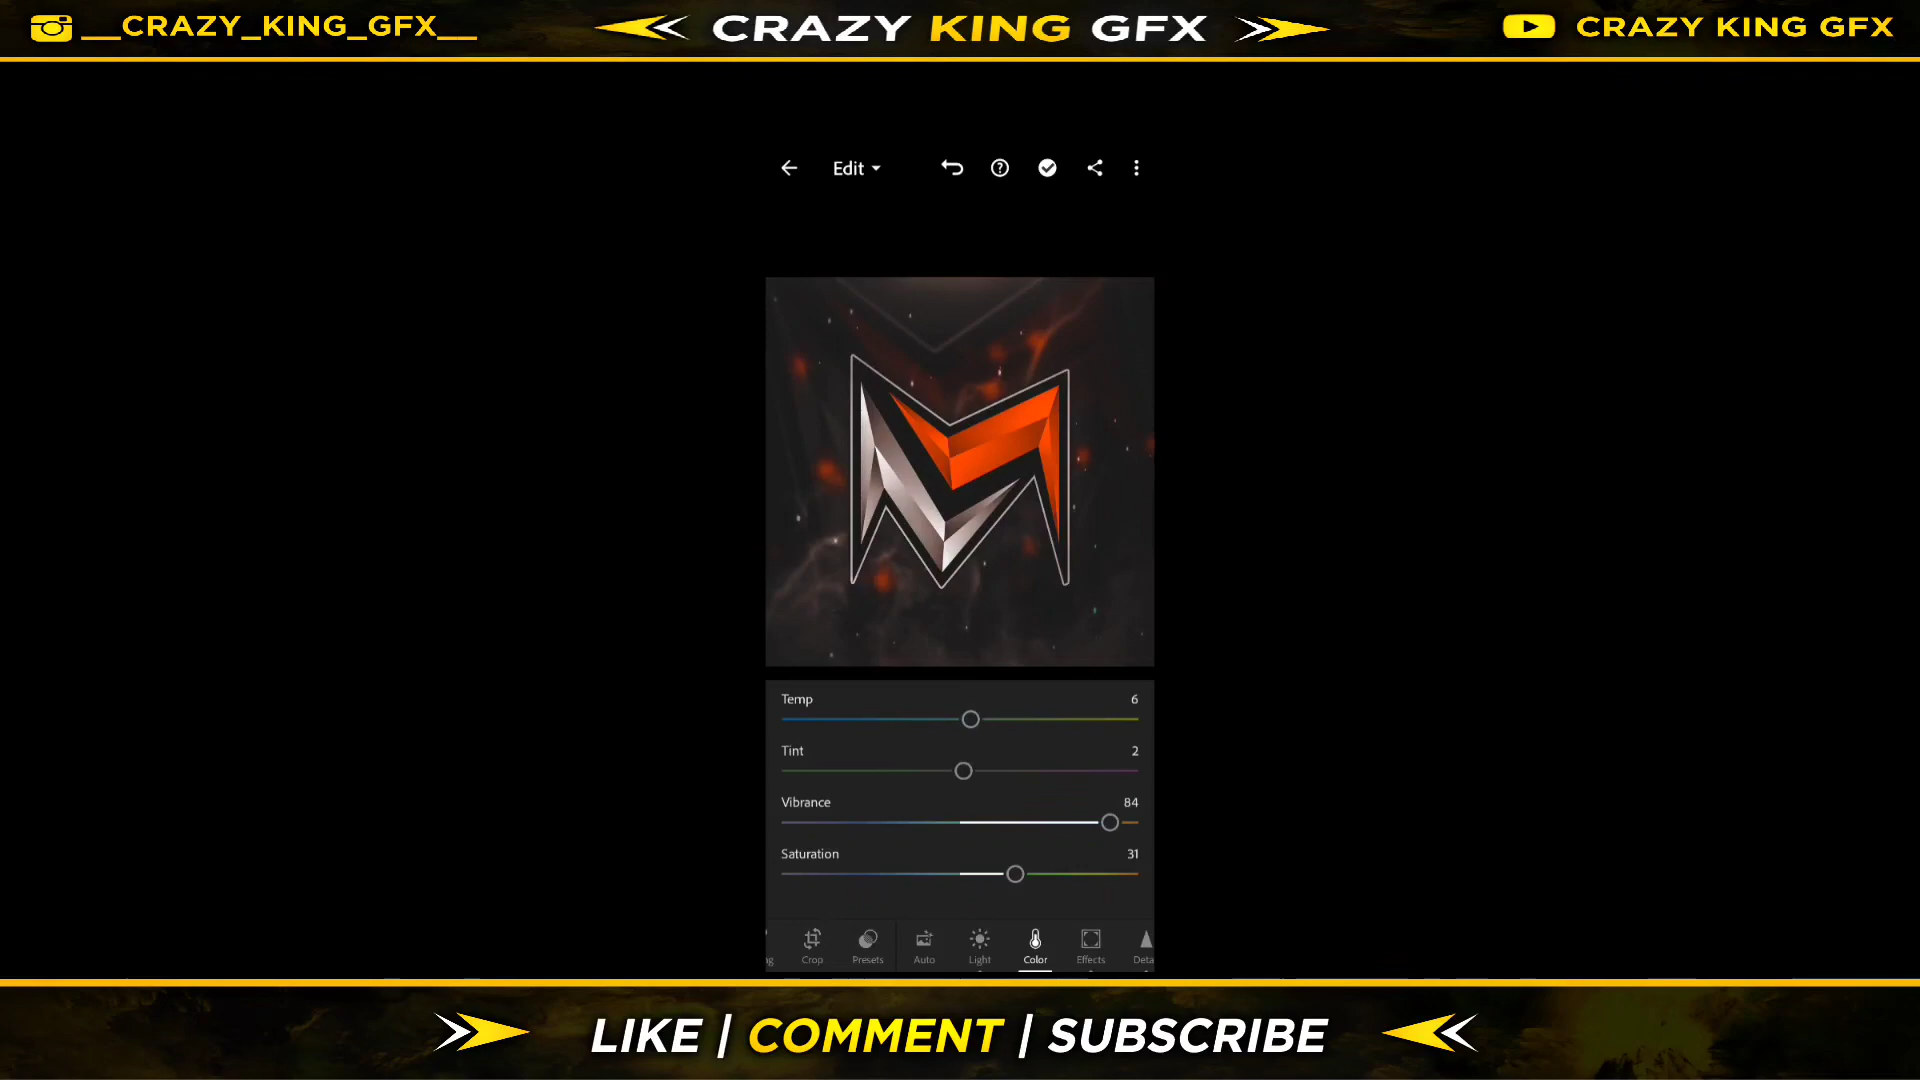 __CRAZY_KING_GFX__
CRAZY KING GFX
CRAZY KING GFX
Edit
Temp 6
Tint 2
Vibrance 84
Saturation 31
Crop Presets Auto Light Color Effects Deta
LIKE | COMMENT | SUBSCRIBE